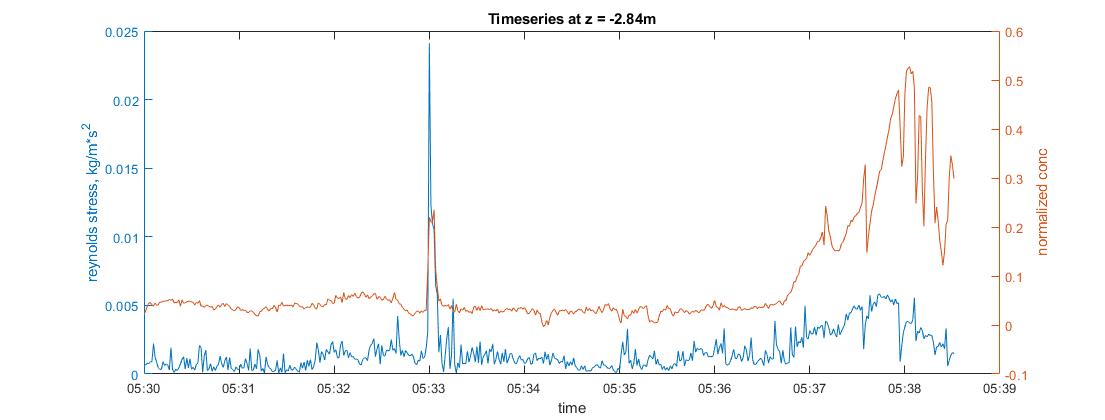 Timeseries at z = -2.84m
reynolds stress, kg/m*s²
0.025
0.02
0.015
0.01
0.005
0
normalized conc
0.6
0.5
0.4
0.3
0.2
0.1
0
-0.1
05:30 05:31 05:32 05:33 05:34 05:35 05:36 05:37 05:38 05:39
time